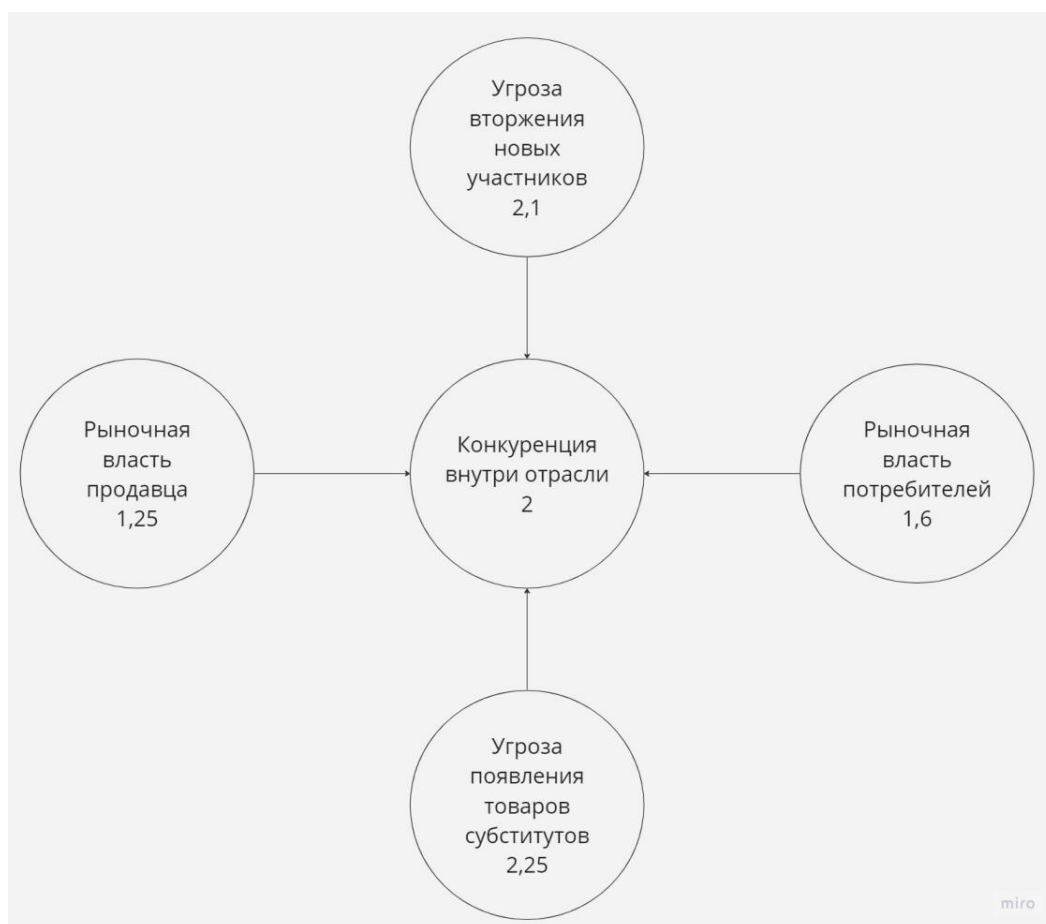 Угроза
вторжения
новых
участников
2,1
Рыночная
власть
продавца
1,25
Конкуренция
внутри отрасли
2
Рыночная
власть
потребителей
1,6
Угроза
появления
товаров
субститутов
2,25
miro